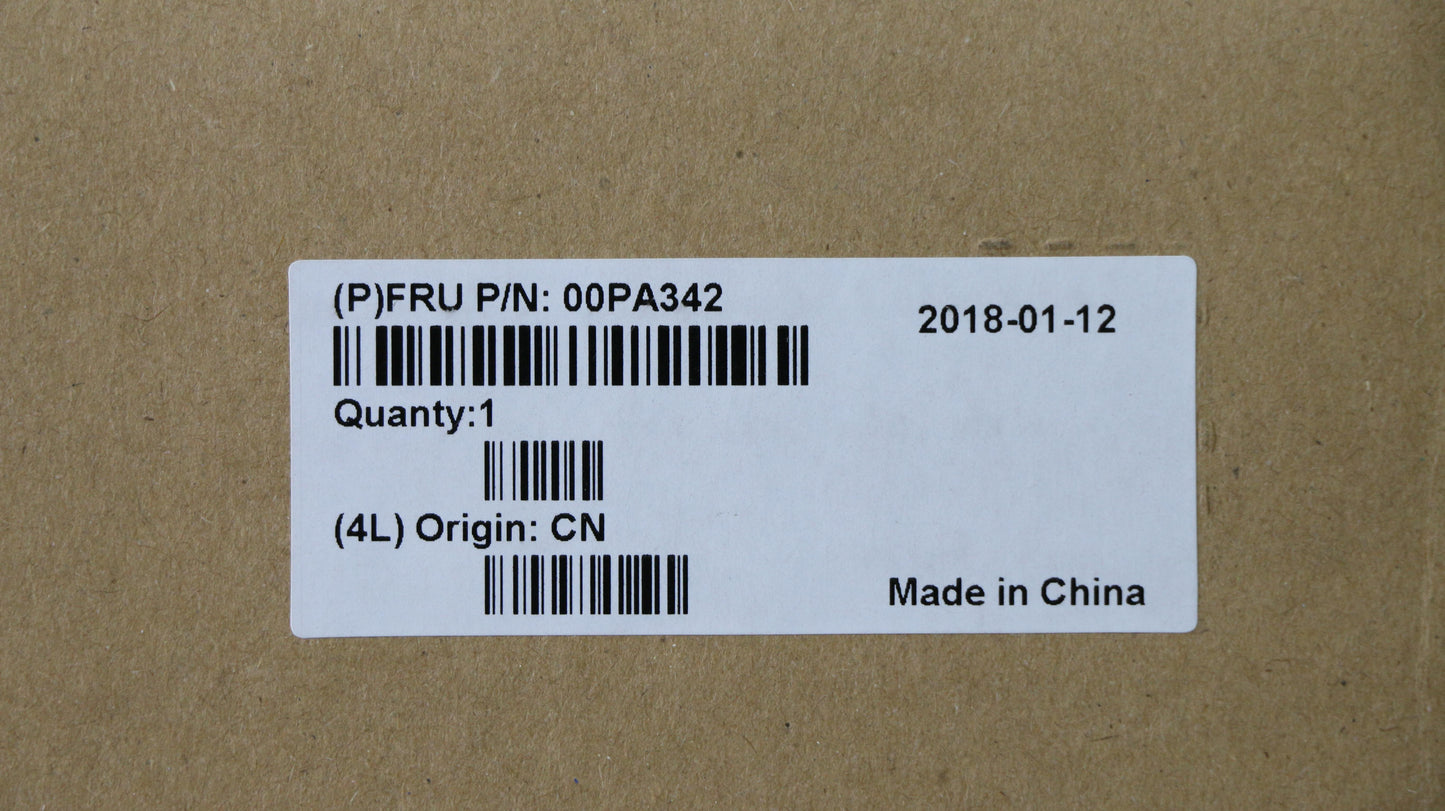 (P)FRU P/N: 00PA342
2018-01-12
Quanty:1
(4L) Origin: CN
Made in China